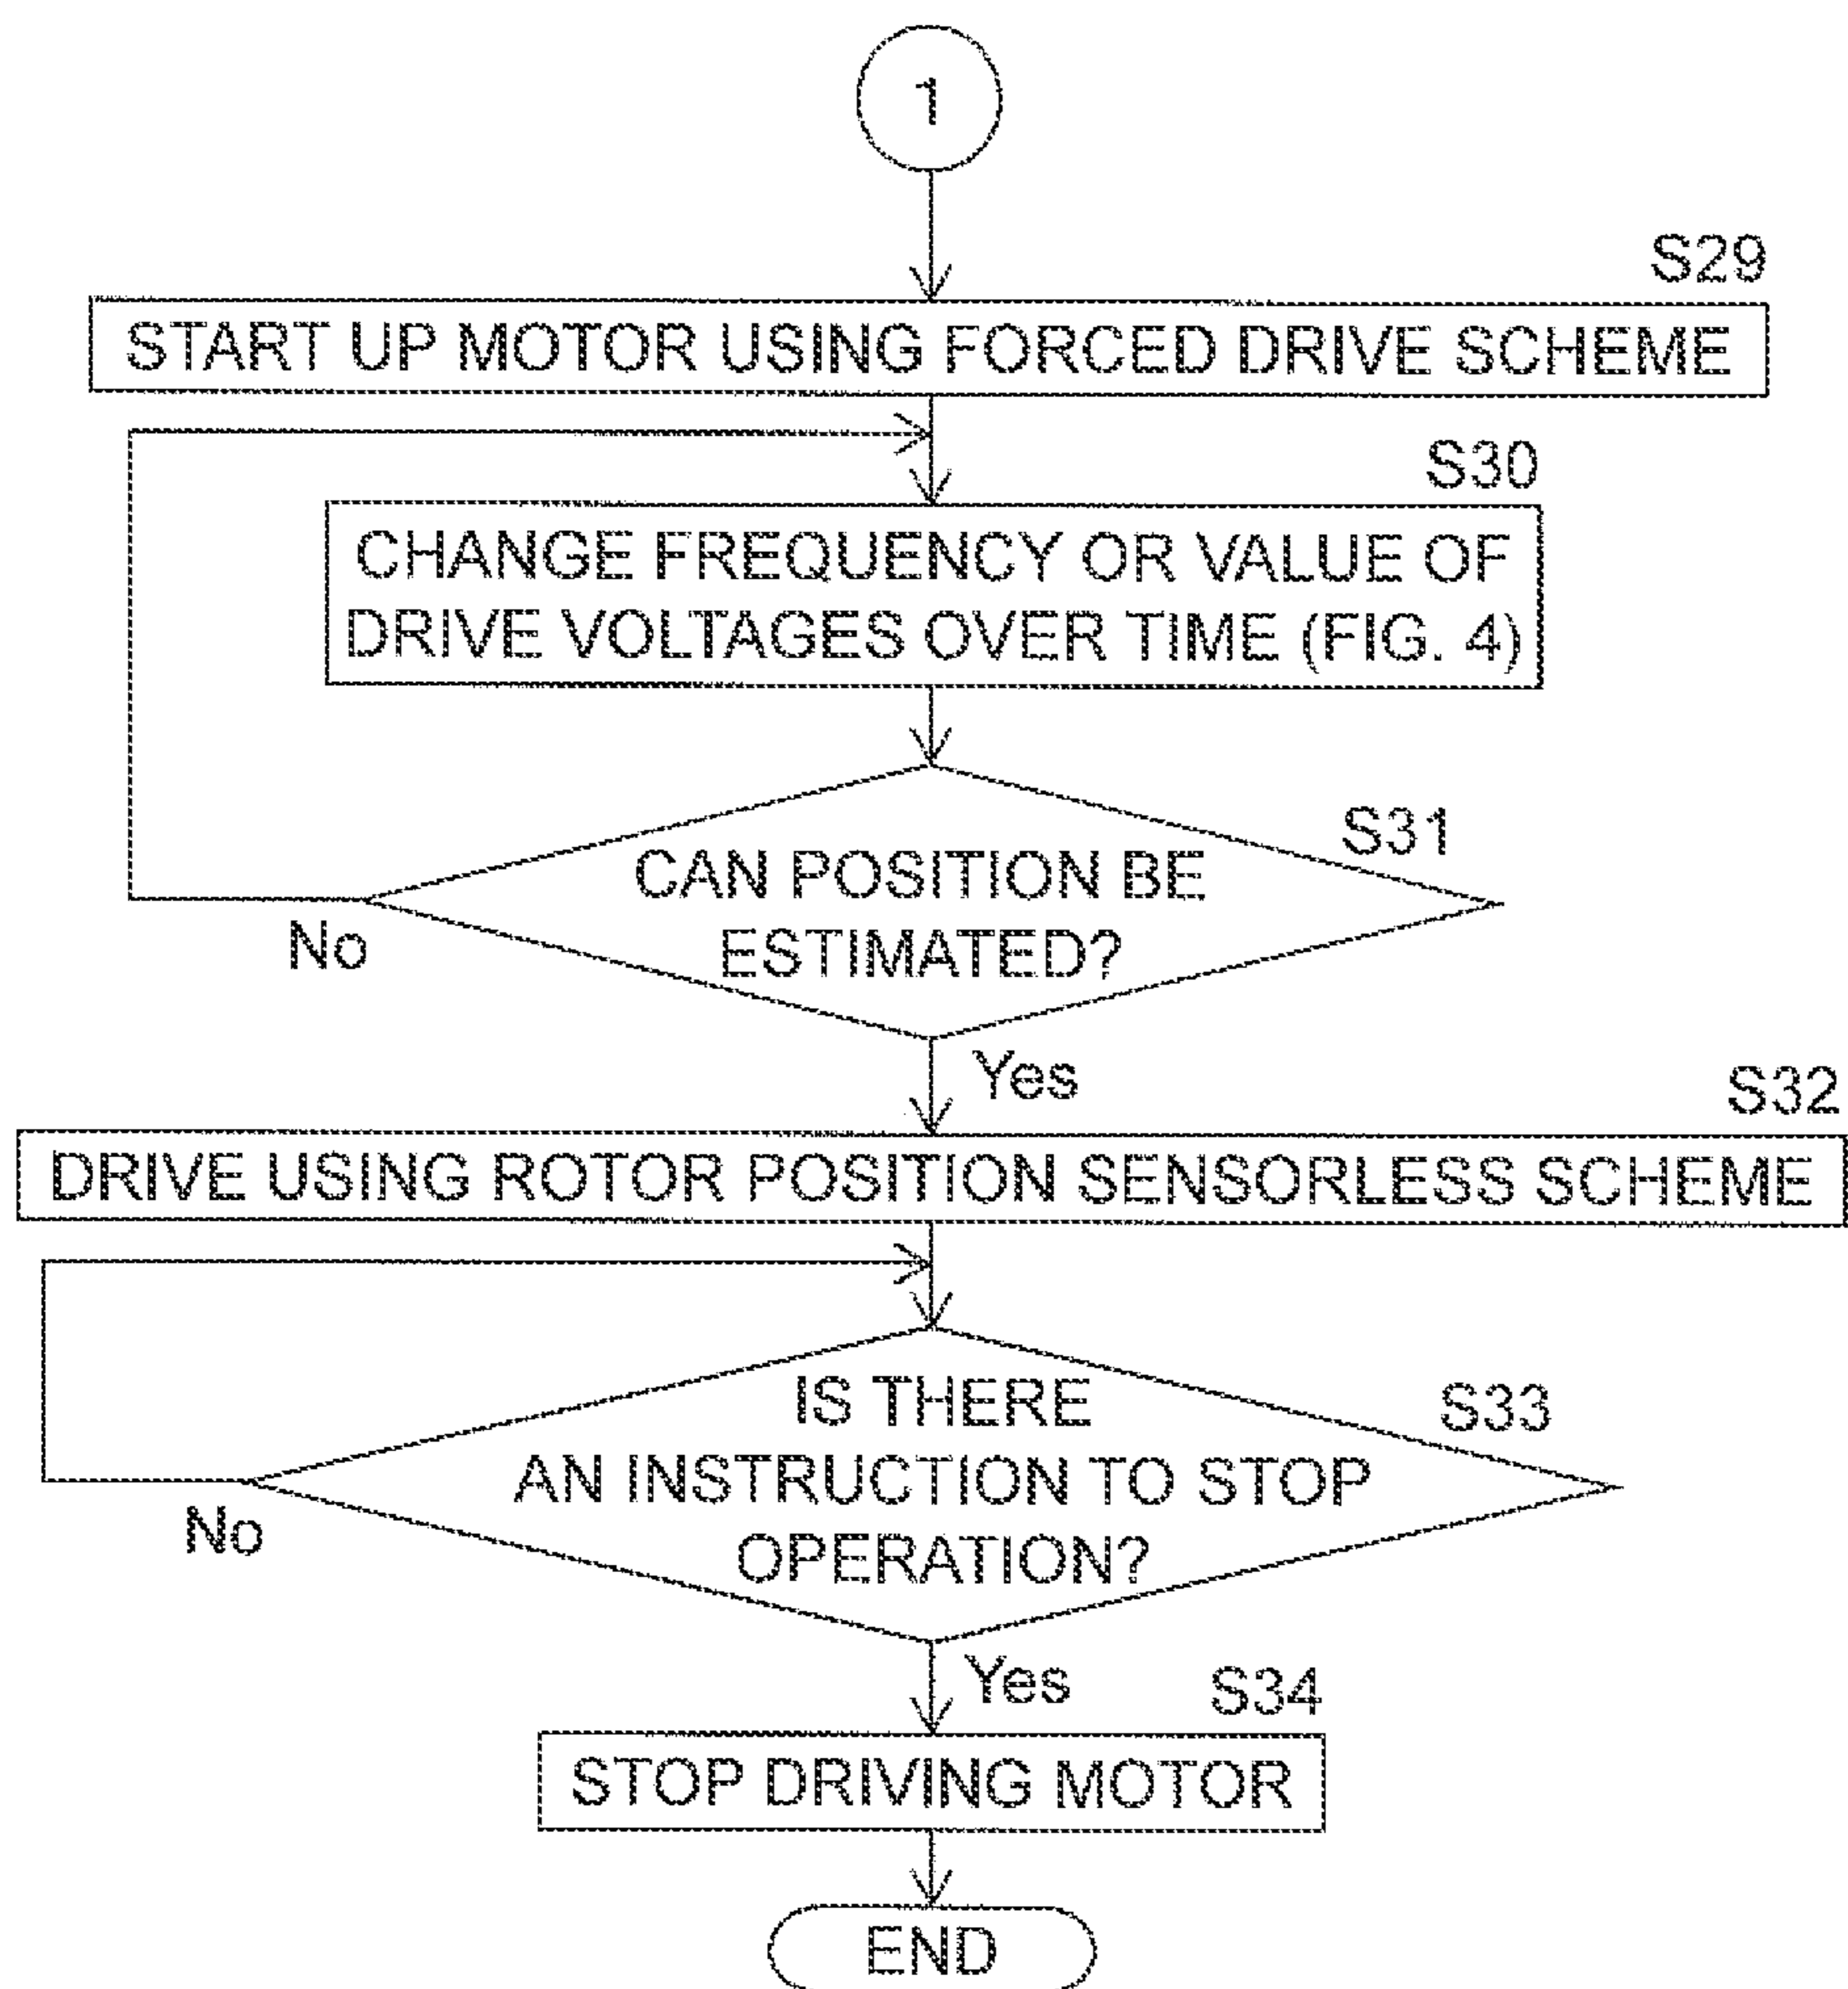 1
S29
START UP MOTOR USING FORCED DRIVE SCHEME
S30
CHANGE FREQUENCY OR VALUE OF
DRIVE VOLTAGES OVER TIME (FIG. 4)
S31
CAN POSITION BE
ESTIMATED?
No
Yes
S32
DRIVE USING ROTOR POSITION SENSORLESS SCHEME
S33
IS THERE
AN INSTRUCTION TO STOP
OPERATION?
No
Yes
S34
STOP DRIVING MOTOR
END